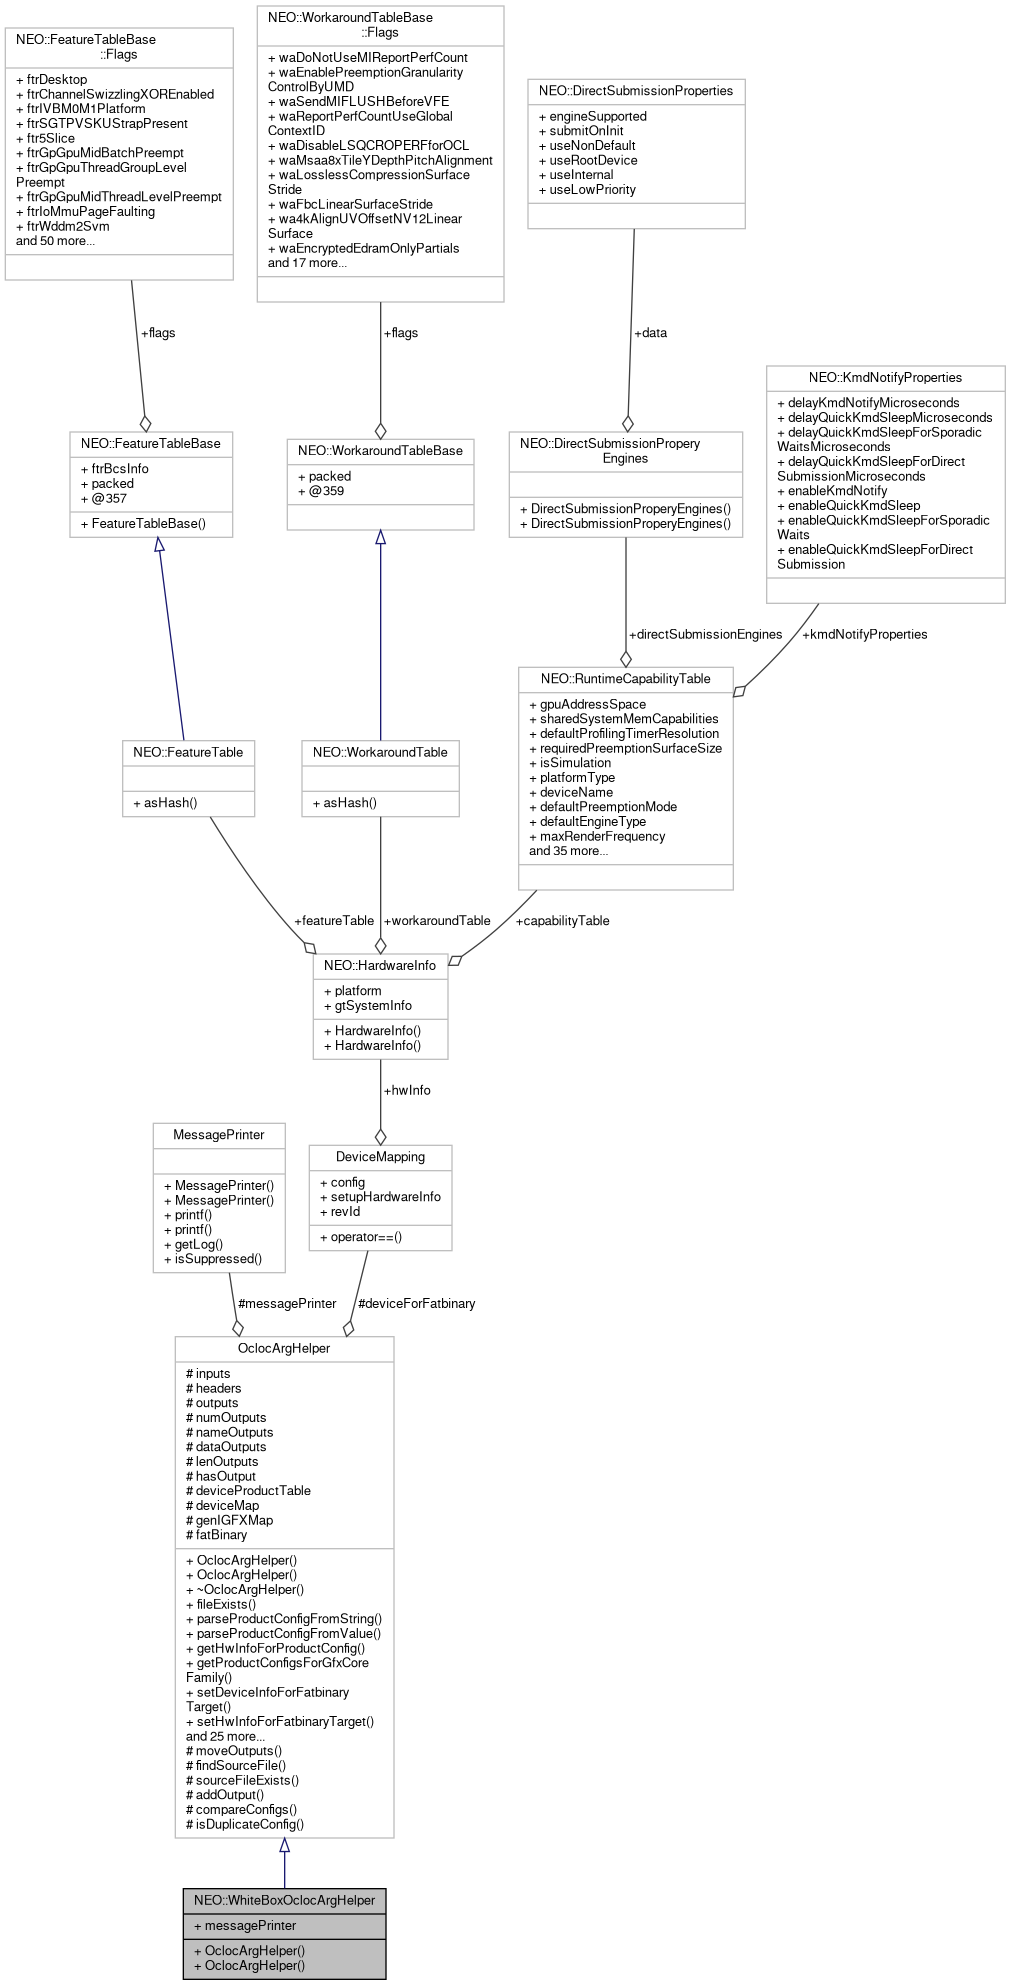 NEO::FeatureTableBase
::Flags
+ ftrDesktop
+ ftrChannelSwizzlingXOREnabled
+ ftrIVBM0M1Platform
+ ftrSGTPVSKUStrapPresent
+ ftr5Slice
+ ftrGpGpuMidBatchPreempt
+ ftrGpGpuThreadGroupLevel
Preempt
+ ftrGpGpuMidThreadLevelPreempt
+ ftrIoMmuPageFaulting
+ ftrWddm2Svm
and 50 more...
NEO::WorkaroundTableBase
::Flags
+ waDoNotUseMIReportPerfCount
+ waEnablePreemptionGranularity
ControlByUMD
+ waSendMIFLUSHBeforeVFE
+ waReportPerfCountUseGlobal
ContextID
+ waDisableLSQCROPERFforOCL
+ waMsaa8xTileYDepthPitchAlignment
+ waLosslessCompressionSurface
Stride
+ waFbcLinearSurfaceStride
+ wa4kAlignUVOffsetNV12Linear
Surface
+ waEncryptedEdramOnlyPartials
and 17 more...
NEO::DirectSubmissionProperties
+ engineSupported
+ submitOnInit
+ useNonDefault
+ useRootDevice
+ useInternal
+ useLowPriority
+flags
+flags
+data
NEO::KmdNotifyProperties
+ delayKmdNotifyMicroseconds
+ delayQuickKmdSleepMicroseconds
+ delayQuickKmdSleepForSporadic
WaitsMicroseconds
+ delayQuickKmdSleepForDirect
SubmissionMicroseconds
+ enableKmdNotify
+ enableQuickKmdSleep
+ enableQuickKmdSleepForSporadic
Waits
+ enableQuickKmdSleepForDirect
Submission
NEO::FeatureTableBase
+ ftrBcsInfo
+ packed
+ @357
+ FeatureTableBase()
NEO::WorkaroundTableBase
+ packed
+ @359
NEO::DirectSubmissionPropery
Engines
+ DirectSubmissionProperyEngines()
+ DirectSubmissionProperyEngines()
+directSubmissionEngines
+kmdNotifyProperties
NEO::RuntimeCapabilityTable
+ gpuAddressSpace
+ sharedSystemMemCapabilities
+ defaultProfilingTimerResolution
+ requiredPreemptionSurfaceSize
+ isSimulation
+ platformType
+ deviceName
+ defaultPreemptionMode
+ defaultEngineType
+ maxRenderFrequency
and 35 more...
NEO::FeatureTable
+ asHash()
NEO::WorkaroundTable
+ asHash()
+featureTable
+workaroundTable
+capabilityTable
NEO::HardwareInfo
+ platform
+ gtSystemInfo
+ HardwareInfo()
+ HardwareInfo()
+hwInfo
MessagePrinter
+ MessagePrinter()
+ MessagePrinter()
+ printf()
+ printf()
+ getLog()
+ isSuppressed()
DeviceMapping
+ config
+ setupHardwareInfo
+ revId
+ operator==()
#messagePrinter
#deviceForFatbinary
OclocArgHelper
# inputs
# headers
# outputs
# numOutputs
# nameOutputs
# dataOutputs
# lenOutputs
# hasOutput
# deviceProductTable
# deviceMap
# genIGFXMap
# fatBinary
+ OclocArgHelper()
+ OclocArgHelper()
+ ~OclocArgHelper()
+ fileExists()
+ parseProductConfigFromString()
+ parseProductConfigFromValue()
+ getHwInfoForProductConfig()
+ getProductConfigsForGfxCore
Family()
+ setDeviceInfoForFatbinary
Target()
+ setHwInfoForFatbinaryTarget()
and 25 more...
# moveOutputs()
# findSourceFile()
# sourceFileExists()
# addOutput()
# compareConfigs()
# isDuplicateConfig()
NEO::WhiteBoxOclocArgHelper
+ messagePrinter
+ OclocArgHelper()
+ OclocArgHelper()